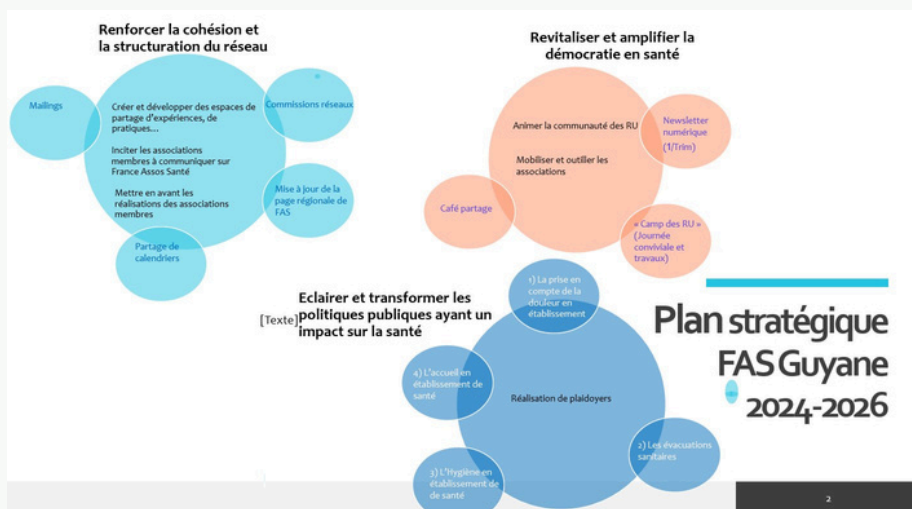 Renforcer la cohésion et
la structuration du réseau
Mailings
Créer et développer des espaces de
partage d'expériences, de
pratiques...
Inciter les associations
membres à communiquer sur
France Assos Santé
Mettre en avant les
réalisations des associations
membres
Commissions réseaux
Mise à jour de la
page régionale de
FAS
Partage de
calendriers
Revitaliser et amplifier la
démocratie en santé
Animer la communauté des RU
Mobiliser et outiller les
associations
Newsletter
numérique
(1/Trim)
Café partage
« Camp des RU »
(Journée
conviviale et
travaux)
Eclairer et transformer les
[Texte]politiques publiques ayant un
impact sur la santé
1) La prise en
compte de la
douleur en
établissement
4) L'accueil en
établissement de
santé
Réalisation de plaidoyers
2) Les évacuations
sanitaires
3) L'Hygiène en
établissement de
de santé
Plan stratégique
FAS Guyane
2024-2026
2